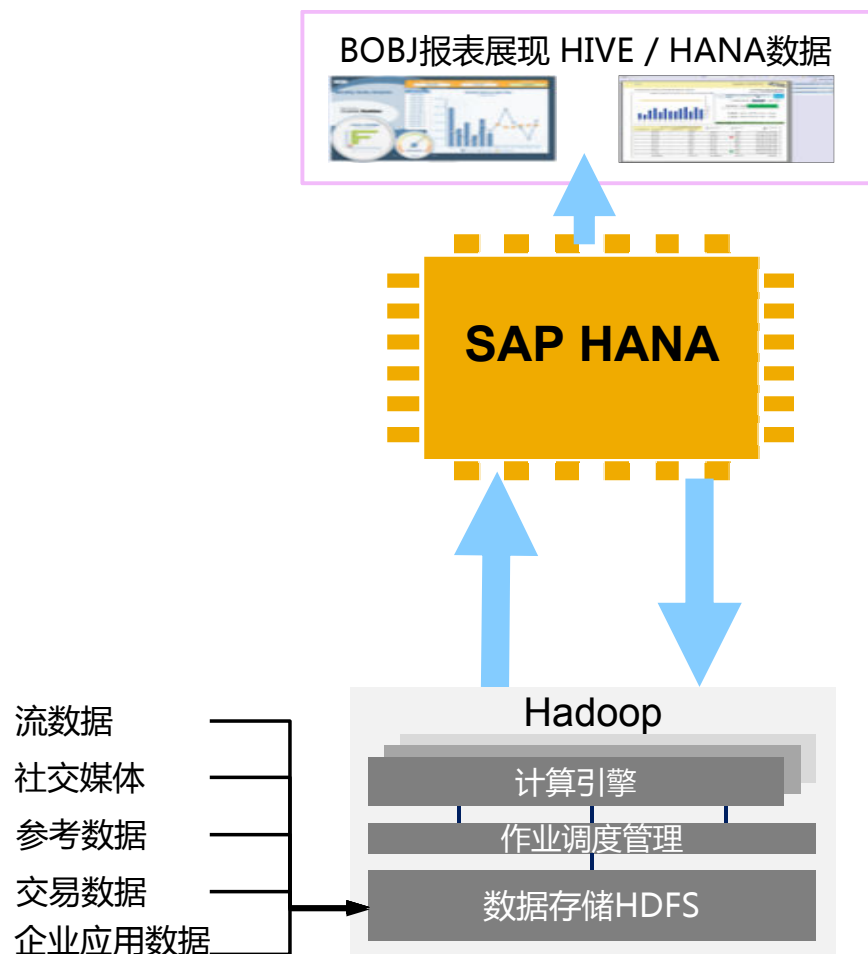 BOBJ报表展现 HIVE / HANA数据
SAP HANA
Hadoop
计算引擎
作业调度管理
数据存储HDFS
流数据
社交媒体
参考数据
交易数据
企业应用数据